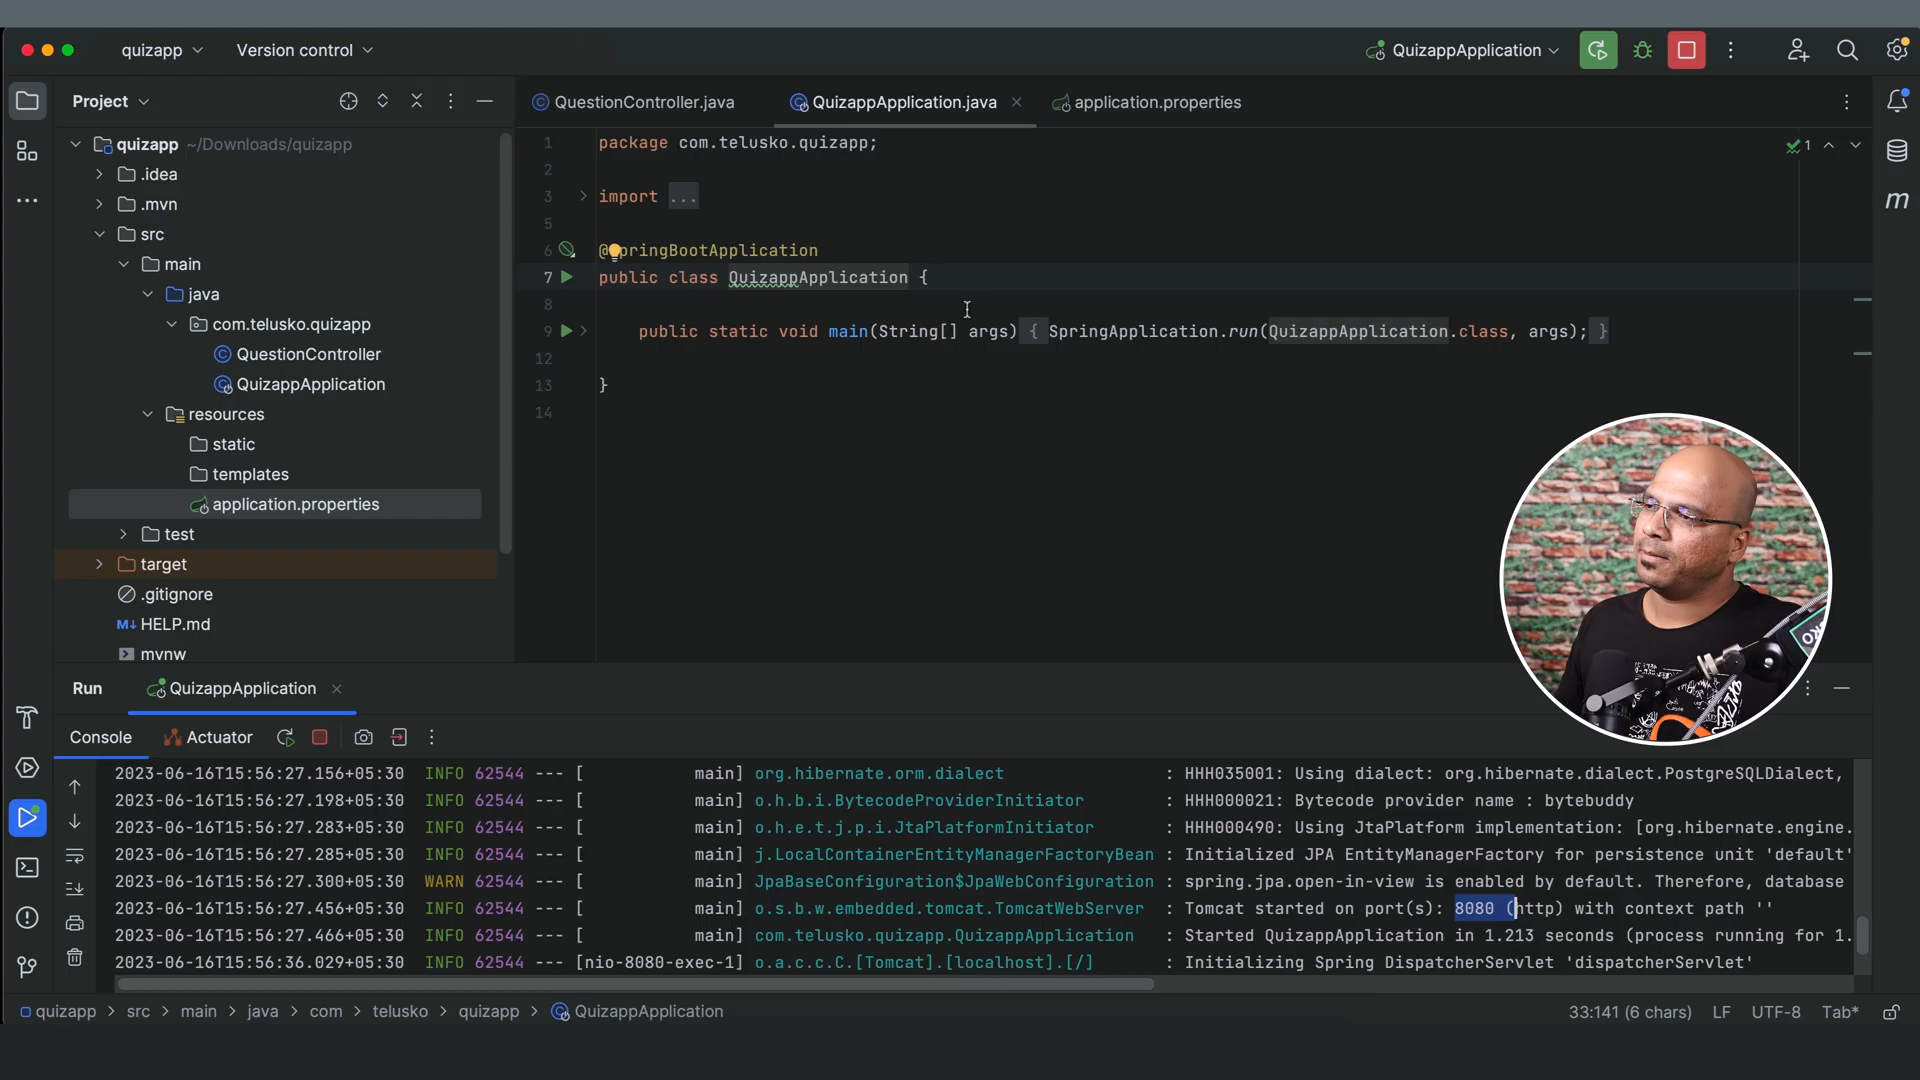 quizapp
Version control
QuizappApplication
Project
QuestionController.java
QuizappApplication.java
application.properties
quizapp ~/Downloads/quizapp
.idea
.mvn
src
main
java
com.telusko.quizapp
QuestionController
QuizappApplication
resources
static
templates
application.properties
test
target
.gitignore
M↓ HELP.md
mvnw
1 package com.telusko.quizapp;
2
3 import ...
5
6 @SpringBootApplication
7 public class QuizappApplication {
8
9 public static void main(String[] args) { SpringApplication.run(QuizappApplication.class, args); }
12
13 }
14
1
m
Run
QuizappApplication
Console
Actuator
2023-06-16T15:56:27.156+05:30 INFO 62544 --- [ main] org.hibernate.orm.dialect : HHH035001: Using dialect: org.hibernate.dialect.PostgreSQLDialect,
2023-06-16T15:56:27.198+05:30 INFO 62544 --- [ main] o.h.b.i.BytecodeProviderInitiator : HHH000021: Bytecode provider name : bytebuddy
2023-06-16T15:56:27.283+05:30 INFO 62544 --- [ main] o.h.e.t.j.p.i.JtaPlatformInitiator : HHH000490: Using JtaPlatform implementation: [org.hibernate.engine.
2023-06-16T15:56:27.285+05:30 INFO 62544 --- [ main] j.LocalContainerEntityManagerFactoryBean : Initialized JPA EntityManagerFactory for persistence unit 'default'
2023-06-16T15:56:27.300+05:30 WARN 62544 --- [ main] JpaBaseConfiguration$JpaWebConfiguration : spring.jpa.open-in-view is enabled by default. Therefore, database
2023-06-16T15:56:27.456+05:30 INFO 62544 --- [ main] o.s.b.w.embedded.tomcat.TomcatWebServer : Tomcat started on port(s): 8080 (http) with context path ''
2023-06-16T15:56:27.466+05:30 INFO 62544 --- [ main] com.telusko.quizapp.QuizappApplication : Started QuizappApplication in 1.213 seconds (process running for 1.
2023-06-16T15:56:36.029+05:30 INFO 62544 --- [nio-8080-exec-1] o.a.c.c.C.[Tomcat].[localhost].[/] : Initializing Spring DispatcherServlet 'dispatcherServlet'
quizapp > src > main > java > com > telusko > quizapp > QuizappApplication
33:141 (6 chars) LF UTF-8 Tab*